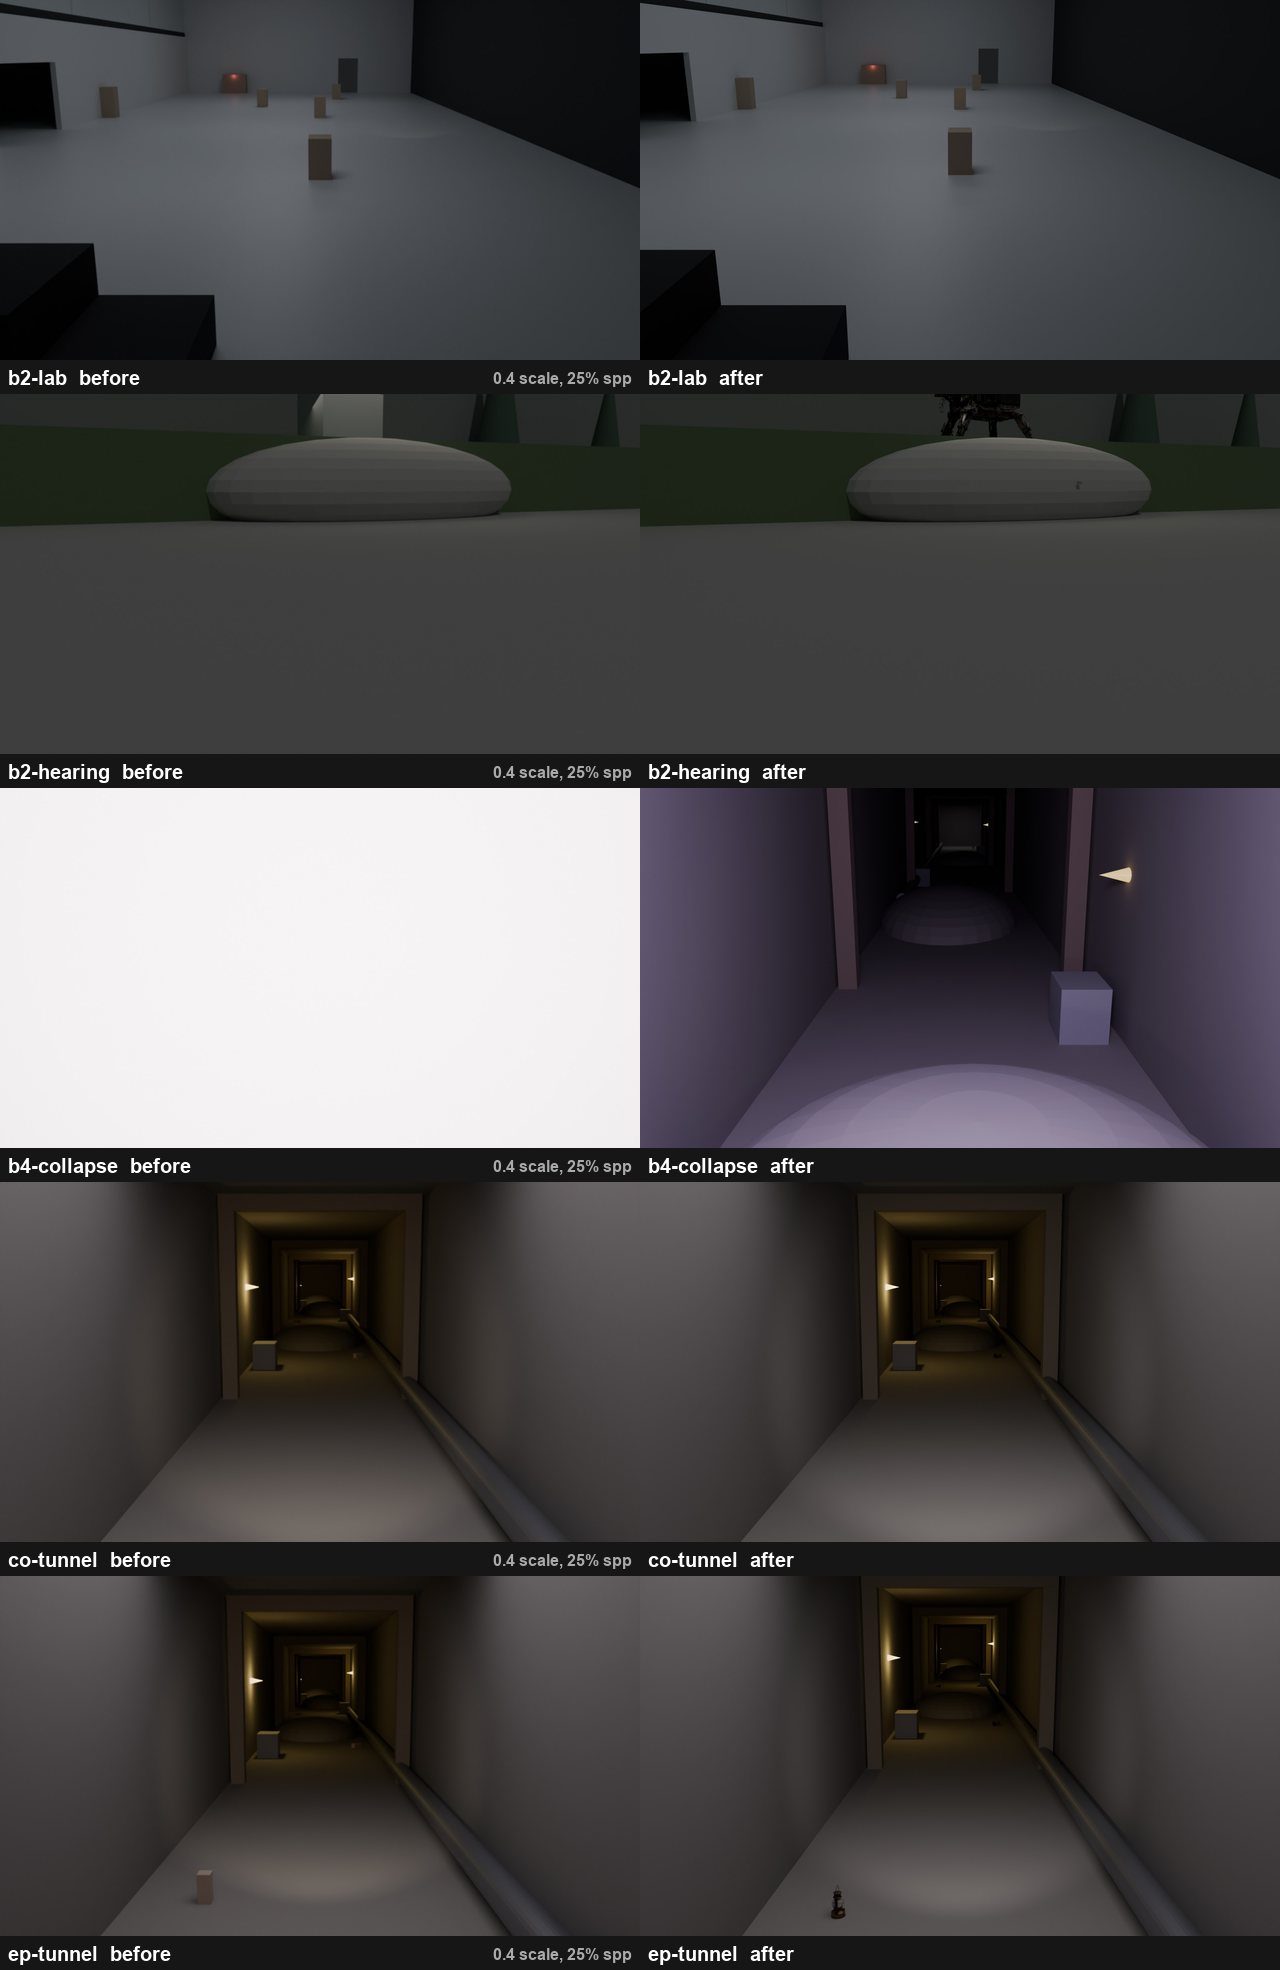 b2-lab before 0.4 scale, 25% spp b2-lab after
b2-hearing before 0.4 scale, 25% spp b2-hearing after
b4-collapse before 0.4 scale, 25% spp b4-collapse after
co-tunnel before 0.4 scale, 25% spp co-tunnel after
ep-tunnel before 0.4 scale, 25% spp ep-tunnel after